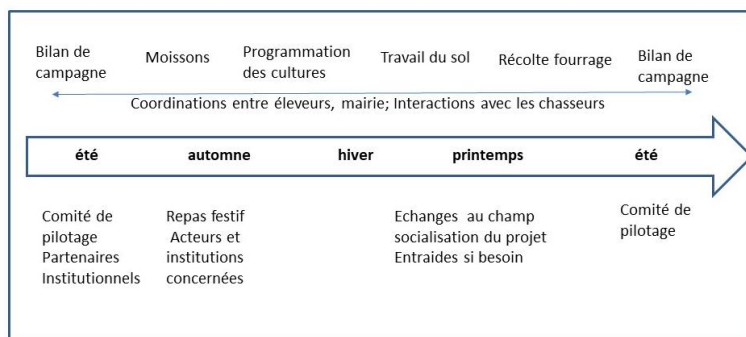 Bilan de
campagne
Moissons
Programmation
des cultures
Travail du sol
Récolte fourrage
Bilan de
campagne
Coordinations entre éleveurs, mairie; Interactions avec les chasseurs
été
automne
hiver
printemps
été
Comité de
pilotage
Partenaires
Institutionnels
Repas festif
Acteurs et
institutions
concernées
Echanges au champ
socialisation du projet
Entraides si besoin
Comité de
pilotage